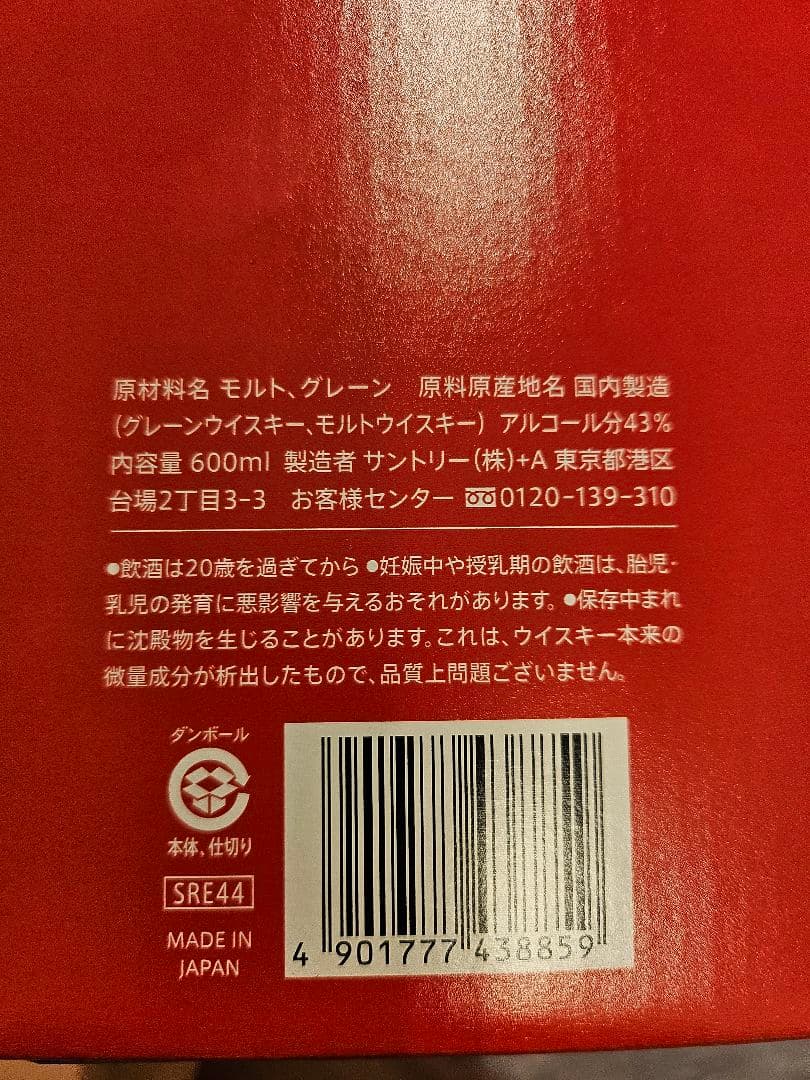 原材料名 モルト、グレーン　原料原産地名 国内製造
(グレーンウイスキー、モルトウイスキー)　アルコール分43%
内容量 600ml　製造者 サントリー(株)+A 東京都港区
台場2丁目3-3　お客様センター 0120-139-310
●飲酒は20歳を過ぎてから ●妊娠中や授乳期の飲酒は、胎児・
乳児の発育に悪影響を与えるおそれがあります。●保存中まれ
に沈殿物を生じることがあります。これは、ウイスキー本来の
微量成分が析出したもので、品質上問題ございません。
ダンボール
本体、仕切り
SRE44
MADE IN
JAPAN
4 901777 438859